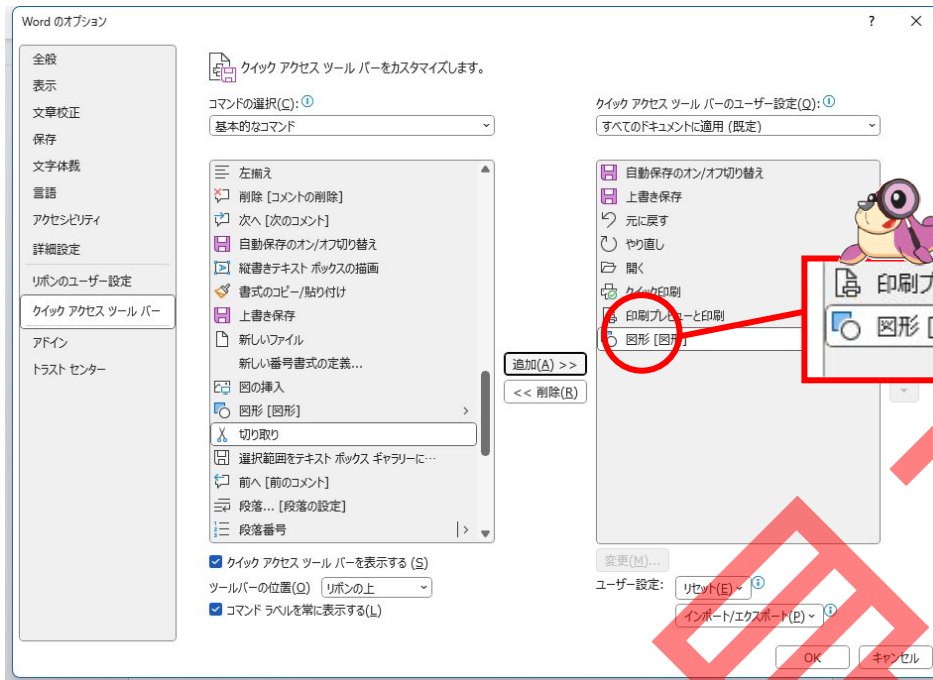 Word のオプション
? ×
全般
表示
文章校正
保存
文字体裁
言語
アクセシビリティ
詳細設定
リボンのユーザー設定
クイック アクセス ツール バー
アドイン
トラスト センター
クイック アクセス ツール バーをカスタマイズします。
コマンドの選択(C):
基本的なコマンド
左揃え
削除 [コメントの削除]
次へ [次のコメント]
自動保存のオン/オフ切り替え
縦書きテキスト ボックスの描画
書式のコピー/貼り付け
上書き保存
新しいファイル
新しい番号書式の定義...
図の挿入
図形 [図形]
切り取り
選択範囲をテキスト ボックス ギャラリーに…
前へ [前のコメント]
段落... [段落の設定]
段落番号
クイック アクセス ツール バーを表示する (S)
ツールバーの位置(O) リボンの上
コマンド ラベルを常に表示する(L)
追加(A) >>
<< 削除(R)
クイック アクセス ツール バーのユーザー設定(Q):
すべてのドキュメントに適用 (既定)
自動保存のオン/オフ切り替え
上書き保存
元に戻す
やり直し
開く
クイック印刷
印刷プレビューと印刷
図形 [図形]
印刷プ
図形 [
変更(M)...
ユーザー設定: リセット(E)
インポート/エクスポート(P)
OK キャンセル